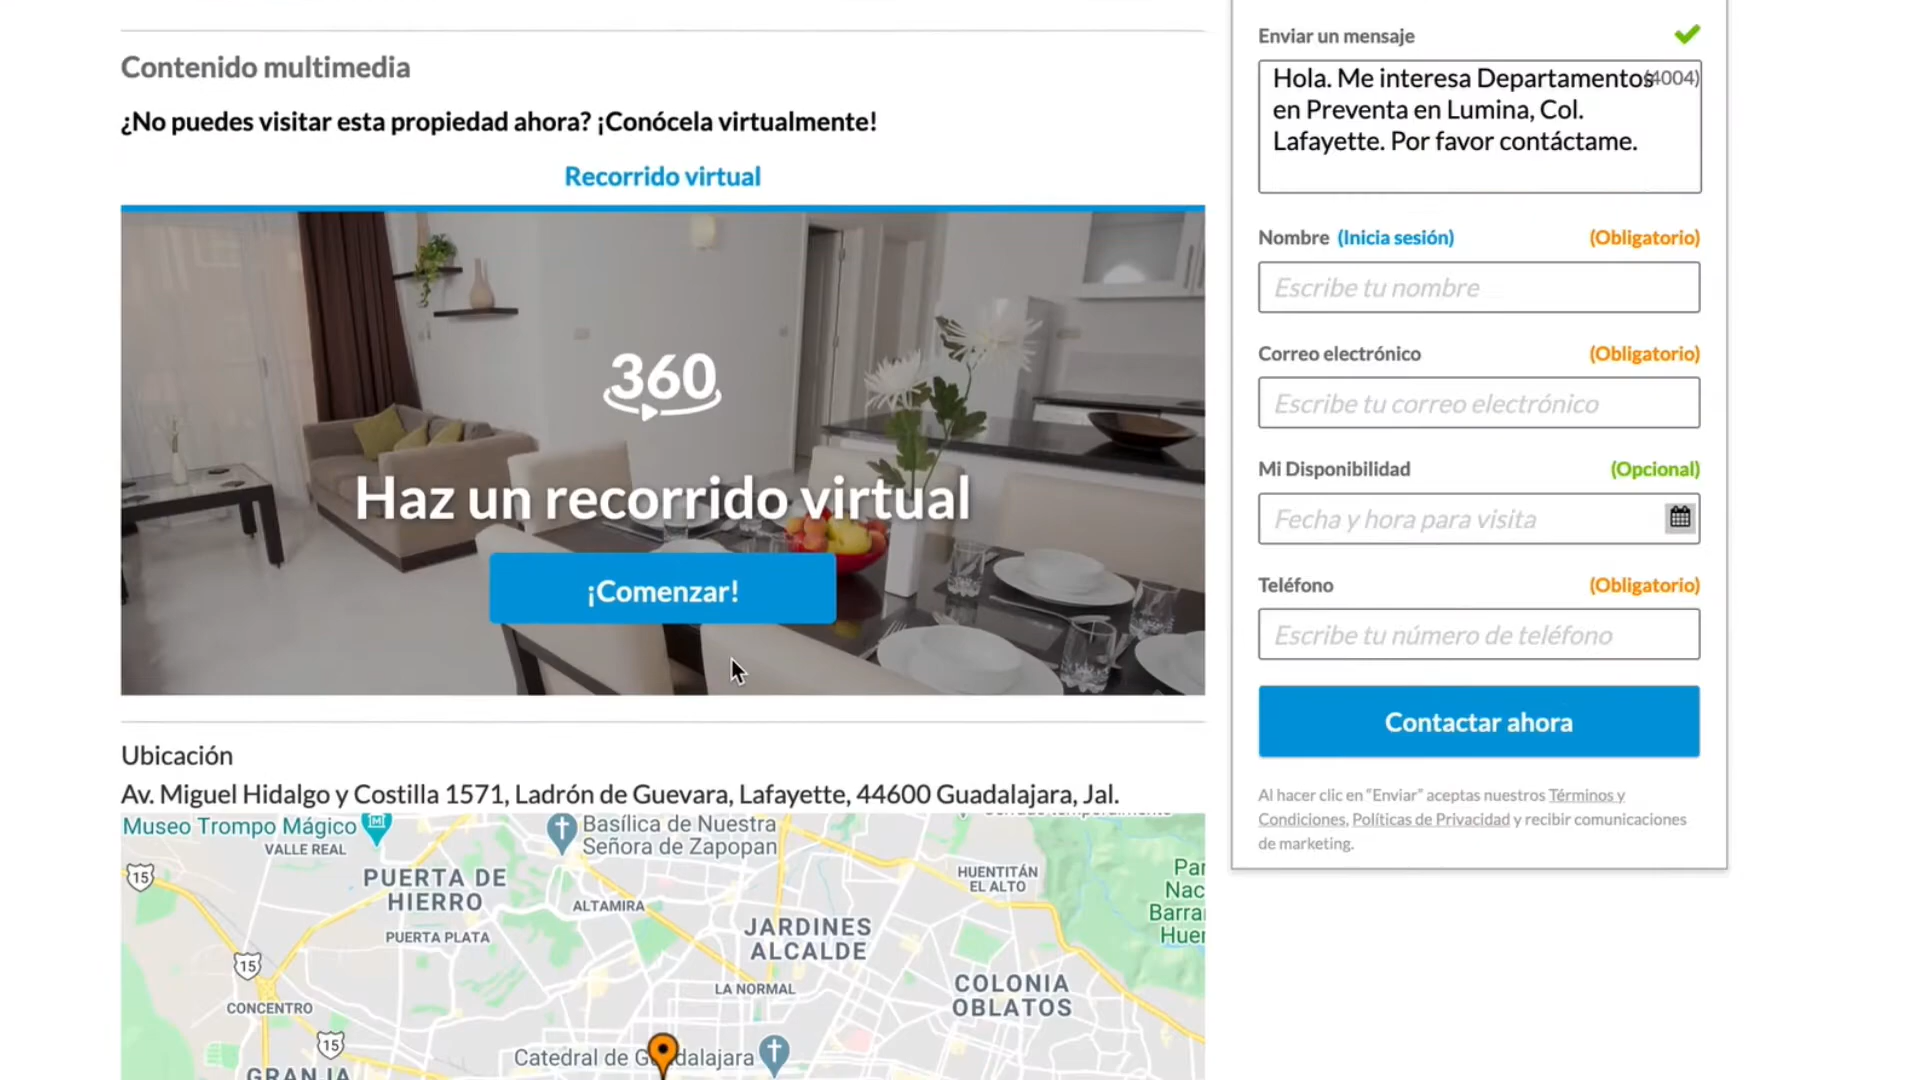 Contenido multimedia
¿No puedes visitar esta propiedad ahora? ¡Conócela virtualmente!
Recorrido virtual
360
Haz un recorrido virtual
¡Comenzar!
Ubicación
Av. Miguel Hidalgo y Costilla 1571, Ladrón de Guevara, Lafayette, 44600 Guadalajara, Jal.
Museo Trompo Mágico
VALLE REAL
Basílica de Nuestra
Señora de Zapopan
15
PUERTA DE
HIERRO
ALTAMIRA
PUERTA PLATA
HUENTITÁN
EL ALTO
Par
Nac
Barra
Huer
JARDINES
ALCALDE
15
LA NORMAL
COLONIA
OBLATOS
CONCENTRO
15
Catedral de G dalajara
GRANJA
Enviar un mensaje
Hola. Me interesa Departamentos (4004)
en Preventa en Lumina, Col.
Lafayette. Por favor contáctame.
Nombre (Inicia sesión) (Obligatorio)
Escribe tu nombre
Correo electrónico (Obligatorio)
Escribe tu correo electrónico
Mi Disponibilidad (Opcional)
Fecha y hora para visita
Teléfono (Obligatorio)
Escribe tu número de teléfono
Contactar ahora
Al hacer clic en “Enviar” aceptas nuestros Términos y
Condiciones, Políticas de Privacidad y recibir comunicaciones
de marketing.